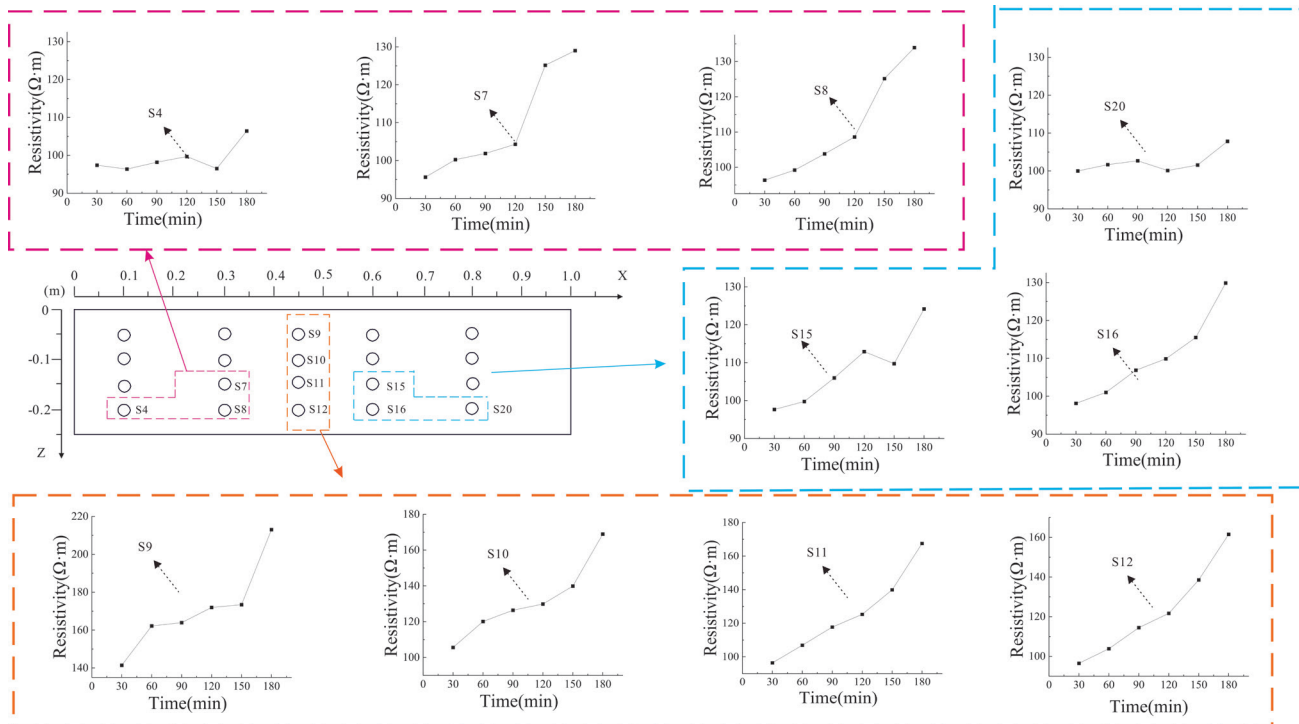 130
120
110
100
90
Resistivity(Ω·m)
S4
0 30 60 90 120 150 180
Time(min)
130
120
110
100
90
Resistivity(Ω·m)
S7
0 30 60 90 120 150 180
Time(min)
130
120
110
100
Resistivity(Ω·m)
S8
0 30 60 90 120 150 180
Time(min)
130
120
110
100
90
Resistivity(Ω·m)
S20
0 30 60 90 120 150 180
Time(min)
0 0.1 0.2 0.3 0.4 0.5 0.6 0.7 0.8 0.9 1.0 X
(m)
0
-0.1
-0.2
Z
S9
S10
S7 S11 S15
S4 S8 S12 S16 S20
130
120
110
100
90
Resistivity(Ω·m)
S15
0 30 60 90 120 150 180
Time(min)
130
120
110
100
90
Resistivity(Ω·m)
S16
0 30 60 90 120 150 180
Time(min)
220
200
180
160
140
Resistivity(Ω·m)
S9
0 30 60 90 120 150 180
Time(min)
180
160
140
120
100
Resistivity(Ω·m)
S10
0 30 60 90 120 150 180
Time(min)
180
160
140
120
100
Resistivity(Ω·m)
S11
0 30 60 90 120 150 180
Time(min)
160
140
120
100
Resistivity(Ω·m)
S12
0 30 60 90 120 150 180
Time(min)